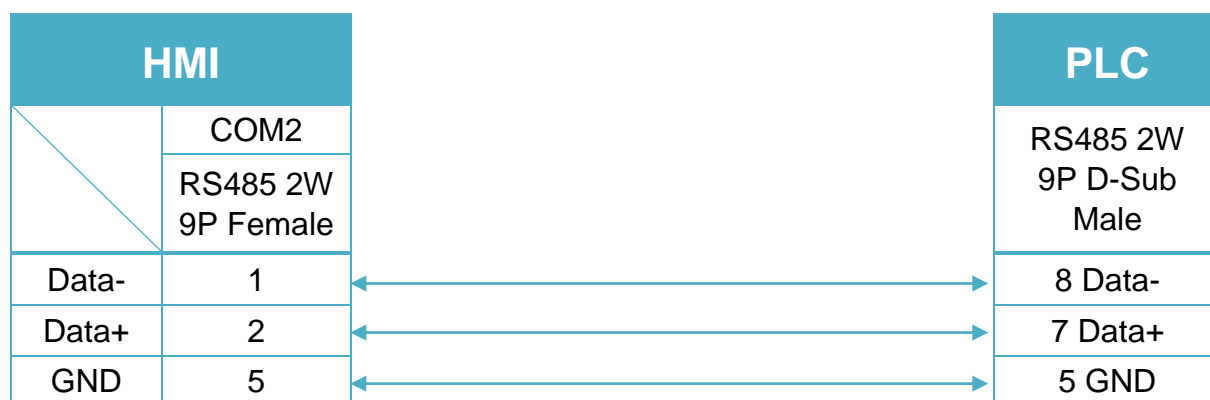 HMI
PLC
COM2
RS485 2W
9P Female
RS485 2W
9P D-Sub
Male
Data-
1
8 Data-
Data+
2
7 Data+
GND
5
5 GND